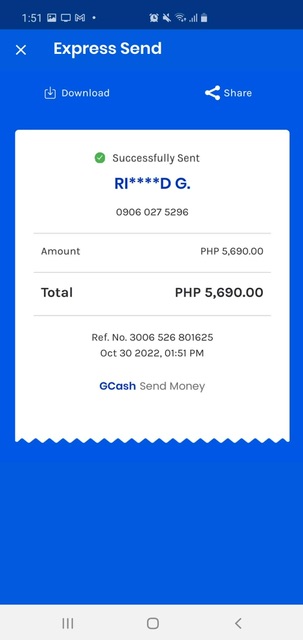 1:51
Express Send
Download
Share
Successfully Sent
RI****D G.
0906 027 5296
Amount PHP 5,690.00
Total PHP 5,690.00
Ref. No. 3006 526 801625
Oct 30 2022, 01:51 PM
GCash Send Money